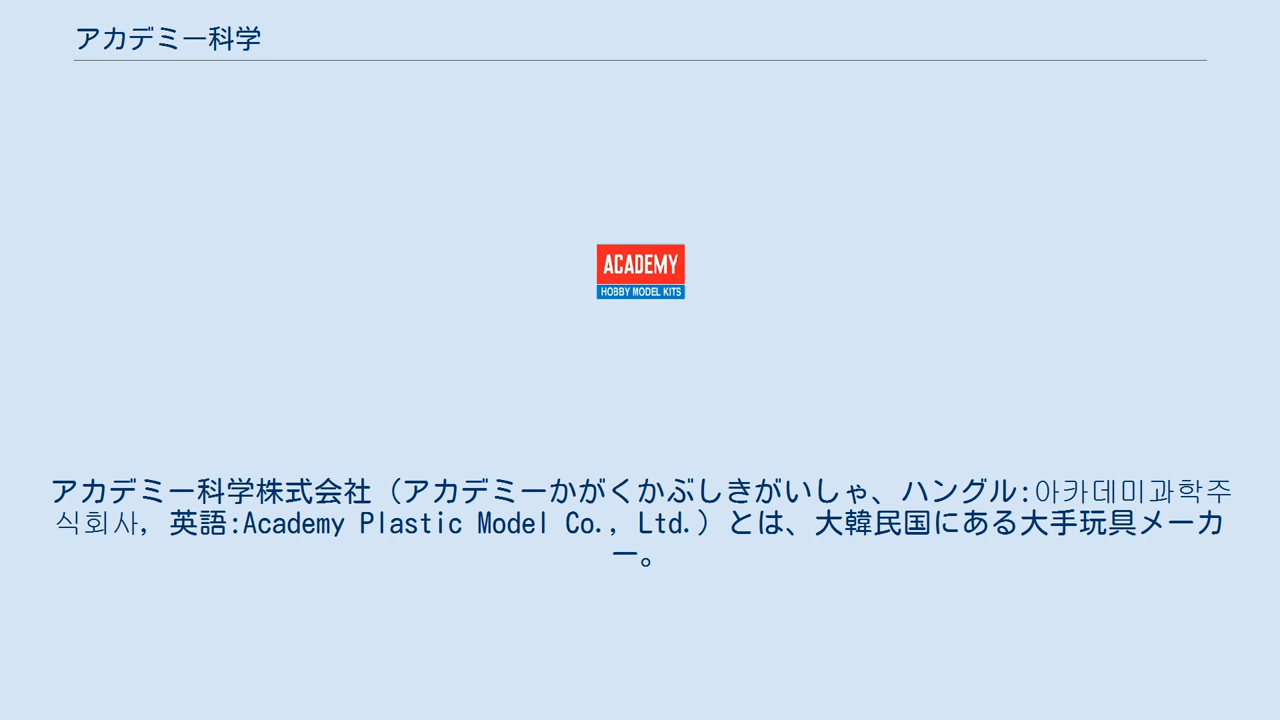 アカデミー科学
ACADEMY
HOBBY MODEL KITS
アカデミー科学株式会社（アカデミーかがくかぶしきがいしゃ、ハングル:아카데미과학주
식회사, 英語:Academy Plastic Model Co., Ltd.）とは、大韓民国にある大手玩具メーカ
ー。